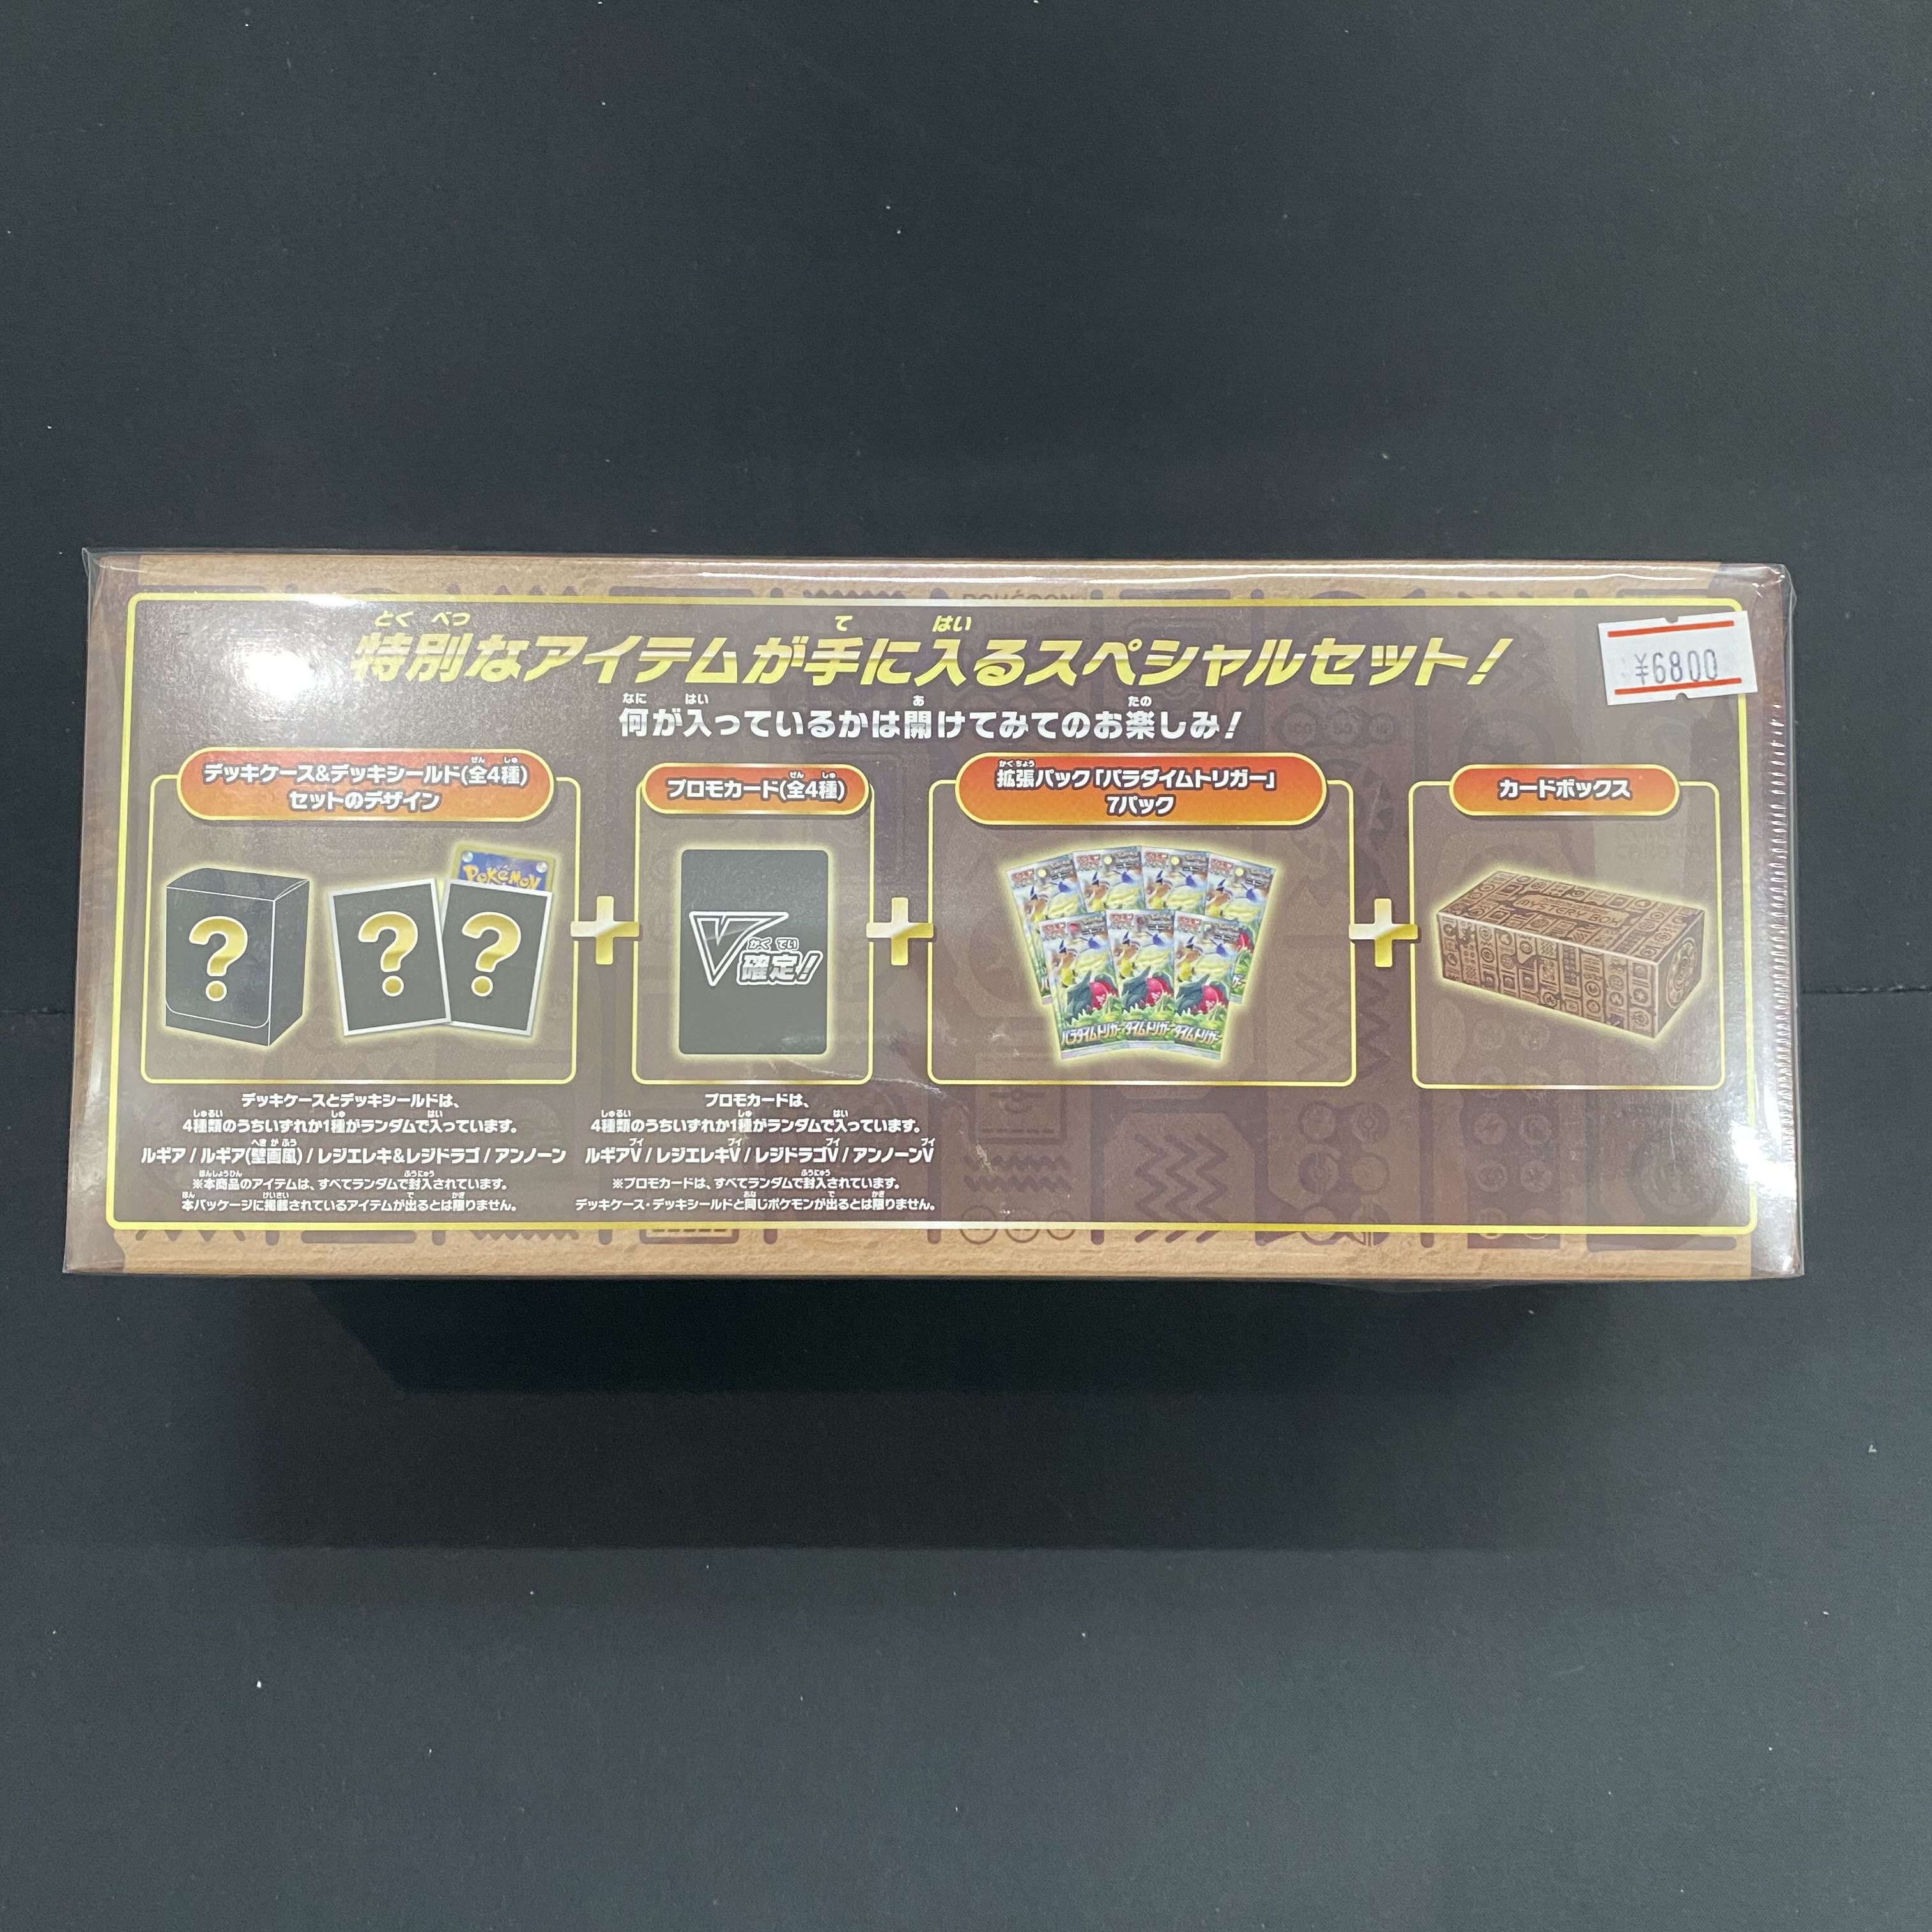 特別なアイテムが手に入るスペシャルセット!
¥6800
何が入っているかは開けてみてのお楽しみ!
デッキケース&デッキシールド(全4種)
セットのデザイン
プロモカード(全4種)
拡張パック「パラダイムトリガー」
7パック
カードボックス
Pokémon
?
?
?
V
確定!!
パラダイムトリガー
タイムトリガー
タイムトリガー
デッキケースとデッキシールドは、
4種類のうちいずれか1種がランダムで入っています。
ルギア / ルギア(壁画風) / レジエレキ&レジドラゴ / アンノーン
※本商品のアイテムは、すべてランダムで封入されています。
本パッケージに掲載されているアイテムが出るとは限りません。
プロモカードは、
4種類のうちいずれか1種がランダムで入っています。
ルギアV / レジエレキV / レジドラゴV / アンノーンV
※プロモカードは、すべてランダムで封入されています。
デッキケース・デッキシールドと同じポケモンが出るとは限りません。